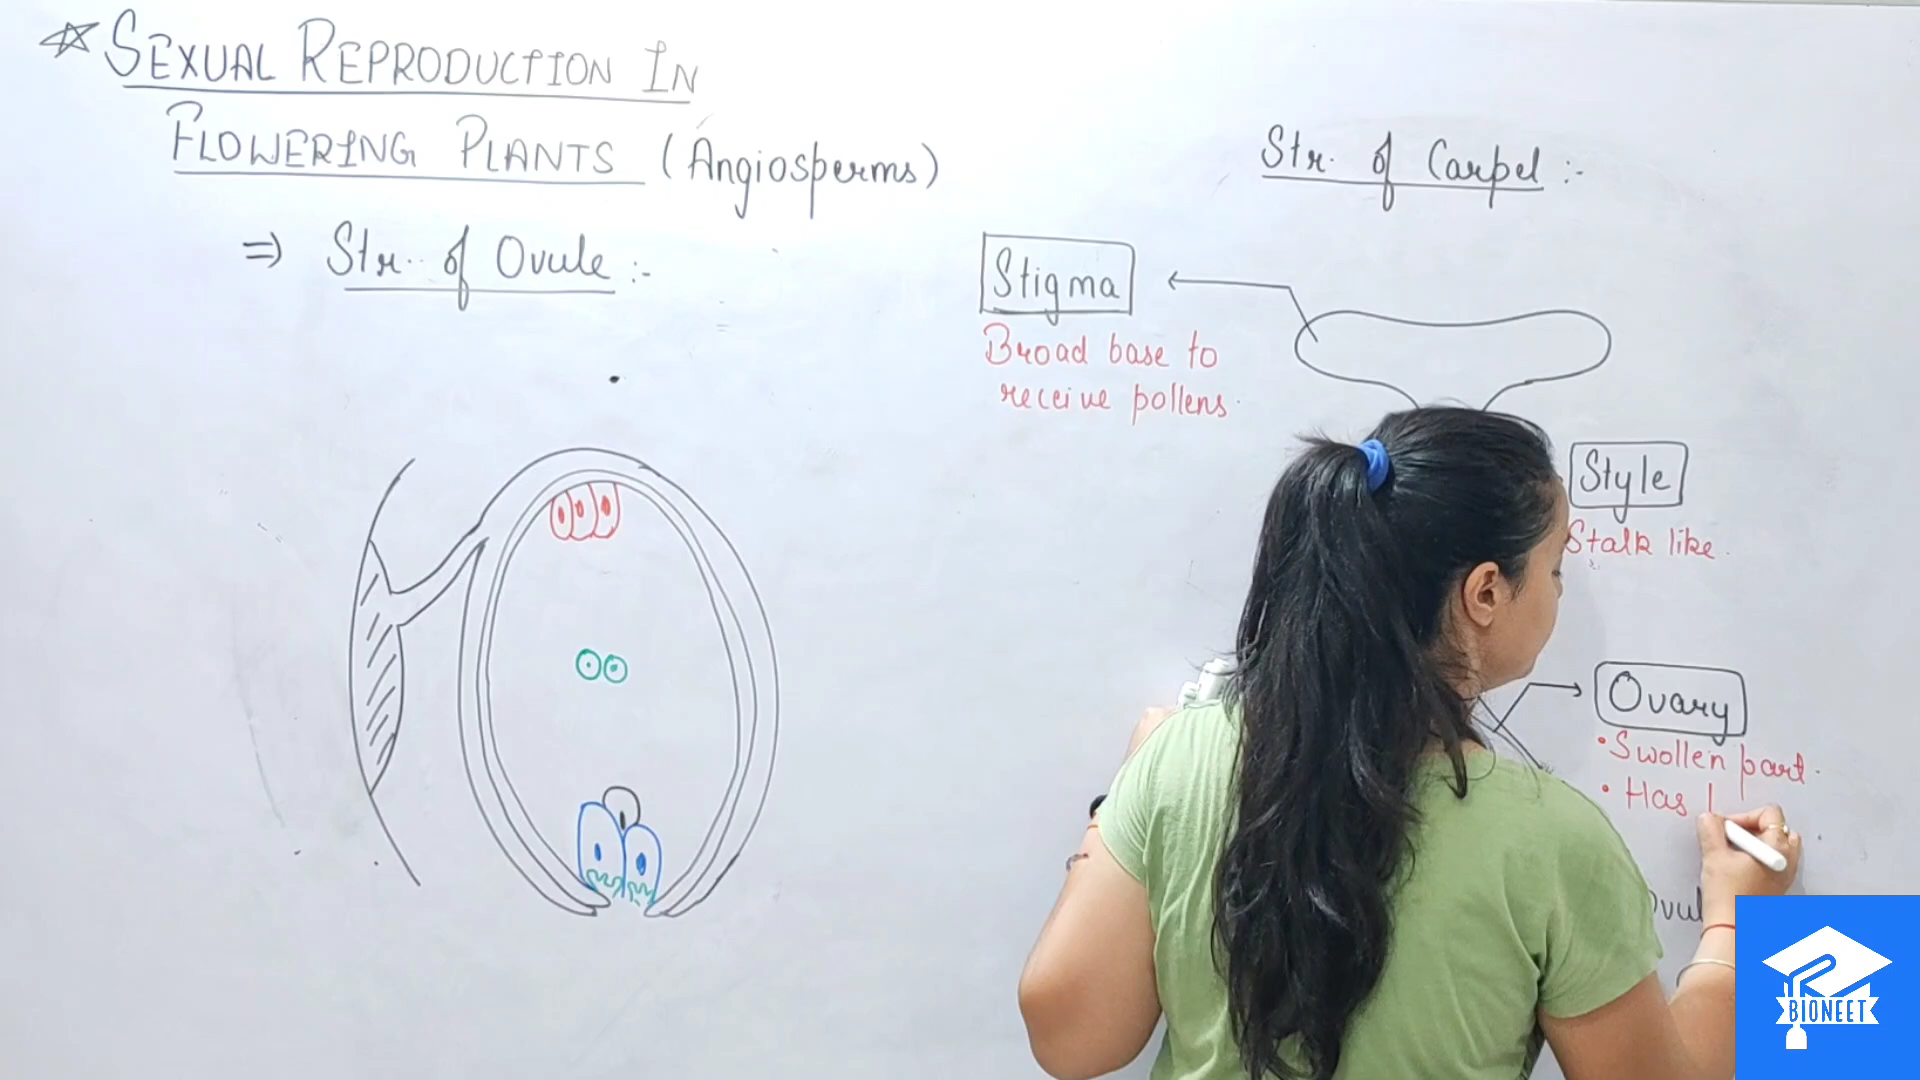 SEXUAL REPRODUCTION IN
FLOWERING PLANTS (Angiosperms)
=> Str. of Ovule :-
Str. of Carpel :-
Stigma
Broad base to
receive pollens.
Style
Stalk like.
Ovary
• Swollen part.
• Has
BIONEET